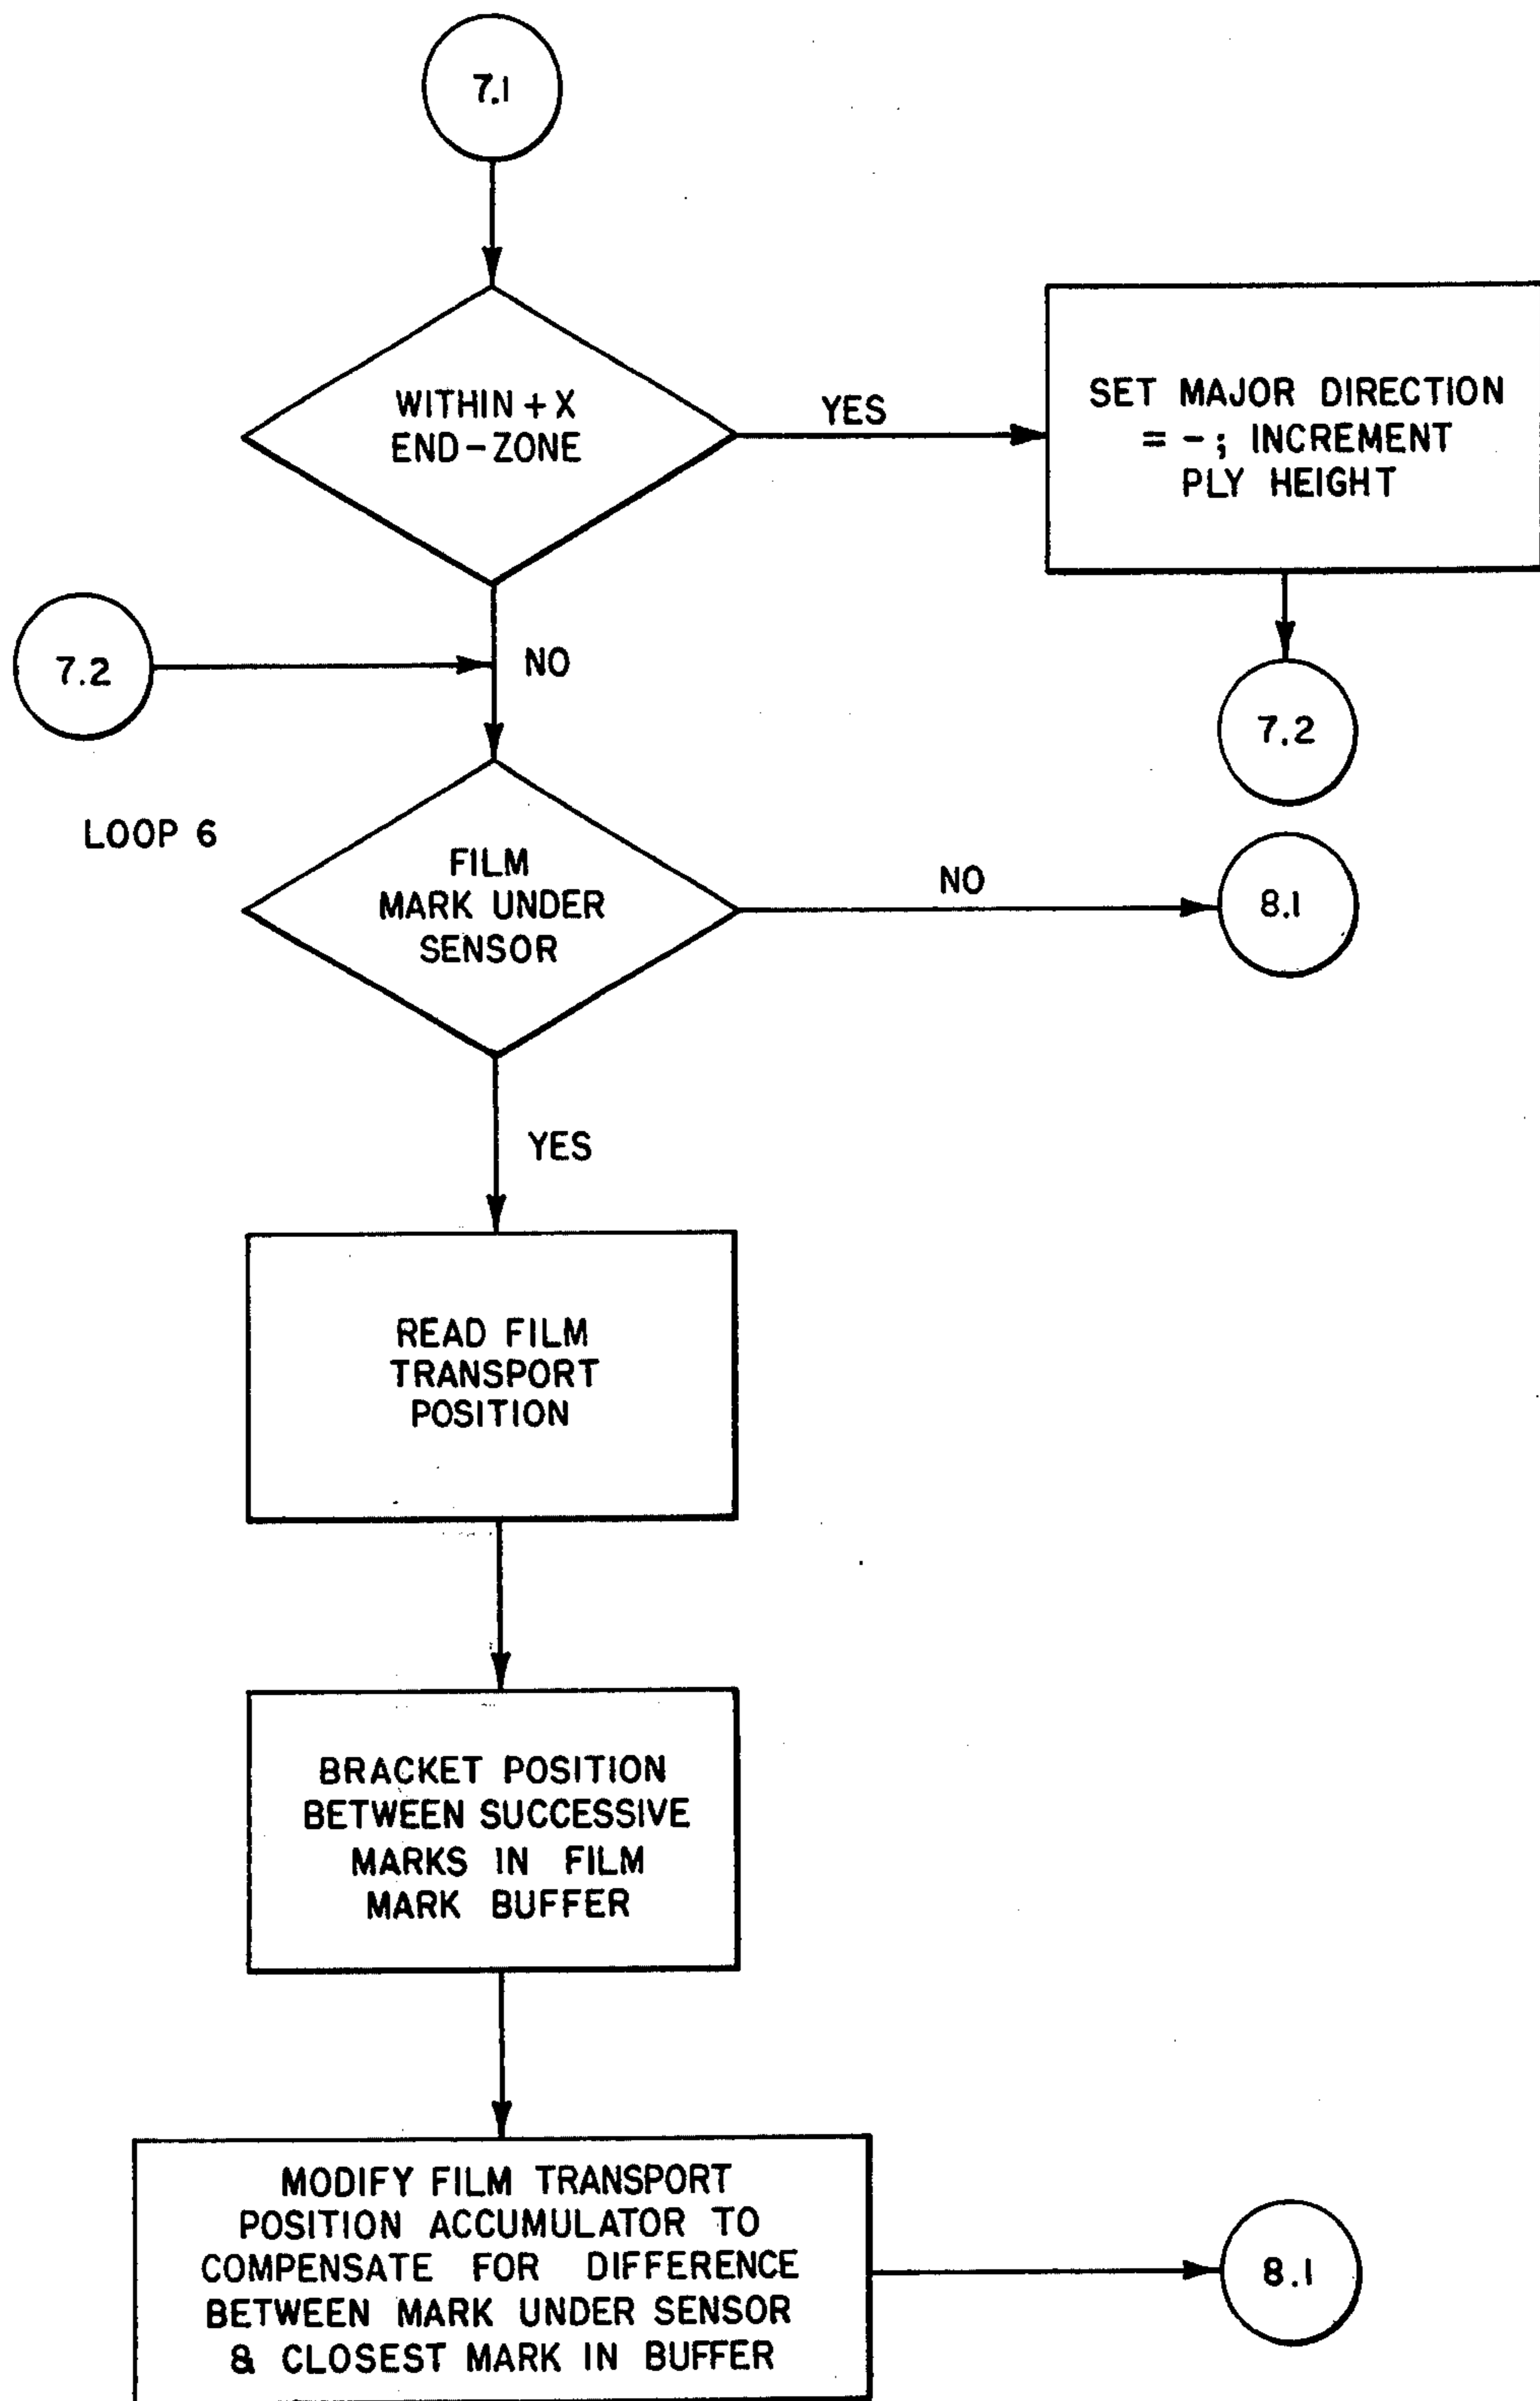 7.1
WITHIN + X
END-ZONE
YES
SET MAJOR DIRECTION
= - ; INCREMENT
PLY HEIGHT
7.2
NO
7.2
LOOP 6
FILM
MARK UNDER
SENSOR
NO
8.1
YES
READ FILM
TRANSPORT
POSITION
BRACKET POSITION
BETWEEN SUCCESSIVE
MARKS IN FILM
MARK BUFFER
MODIFY FILM TRANSPORT
POSITION ACCUMULATOR TO
COMPENSATE FOR DIFFERENCE
BETWEEN MARK UNDER SENSOR
& CLOSEST MARK IN BUFFER
8.1